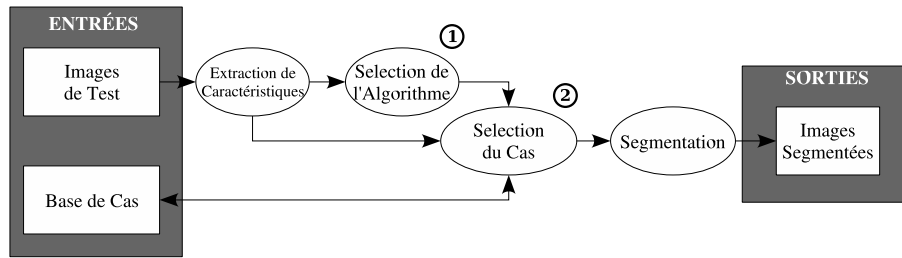 ENTRÉES
Images
de Test
Base de Cas
Extraction de
Caractéristiques
1
Selection de
l'Algorithme
2
Selection
du Cas
Segmentation
SORTIES
Images
Segmentées